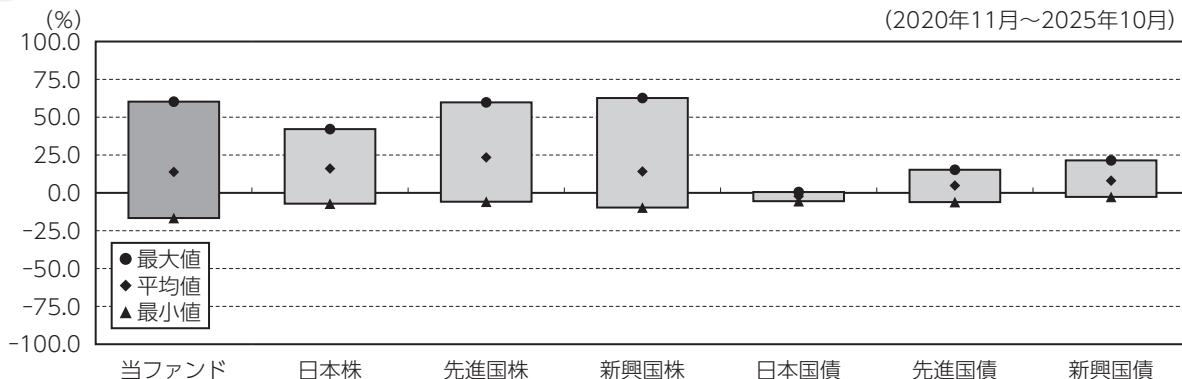 (%)
(2020年11月～2025年10月)
100.0
75.0
50.0
25.0
0.0
-25.0
-50.0
-75.0
-100.0
●最大値
◆平均値
▲最小値
当ファンド 日本株 先進国株 新興国株 日本国債 先進国債 新興国債